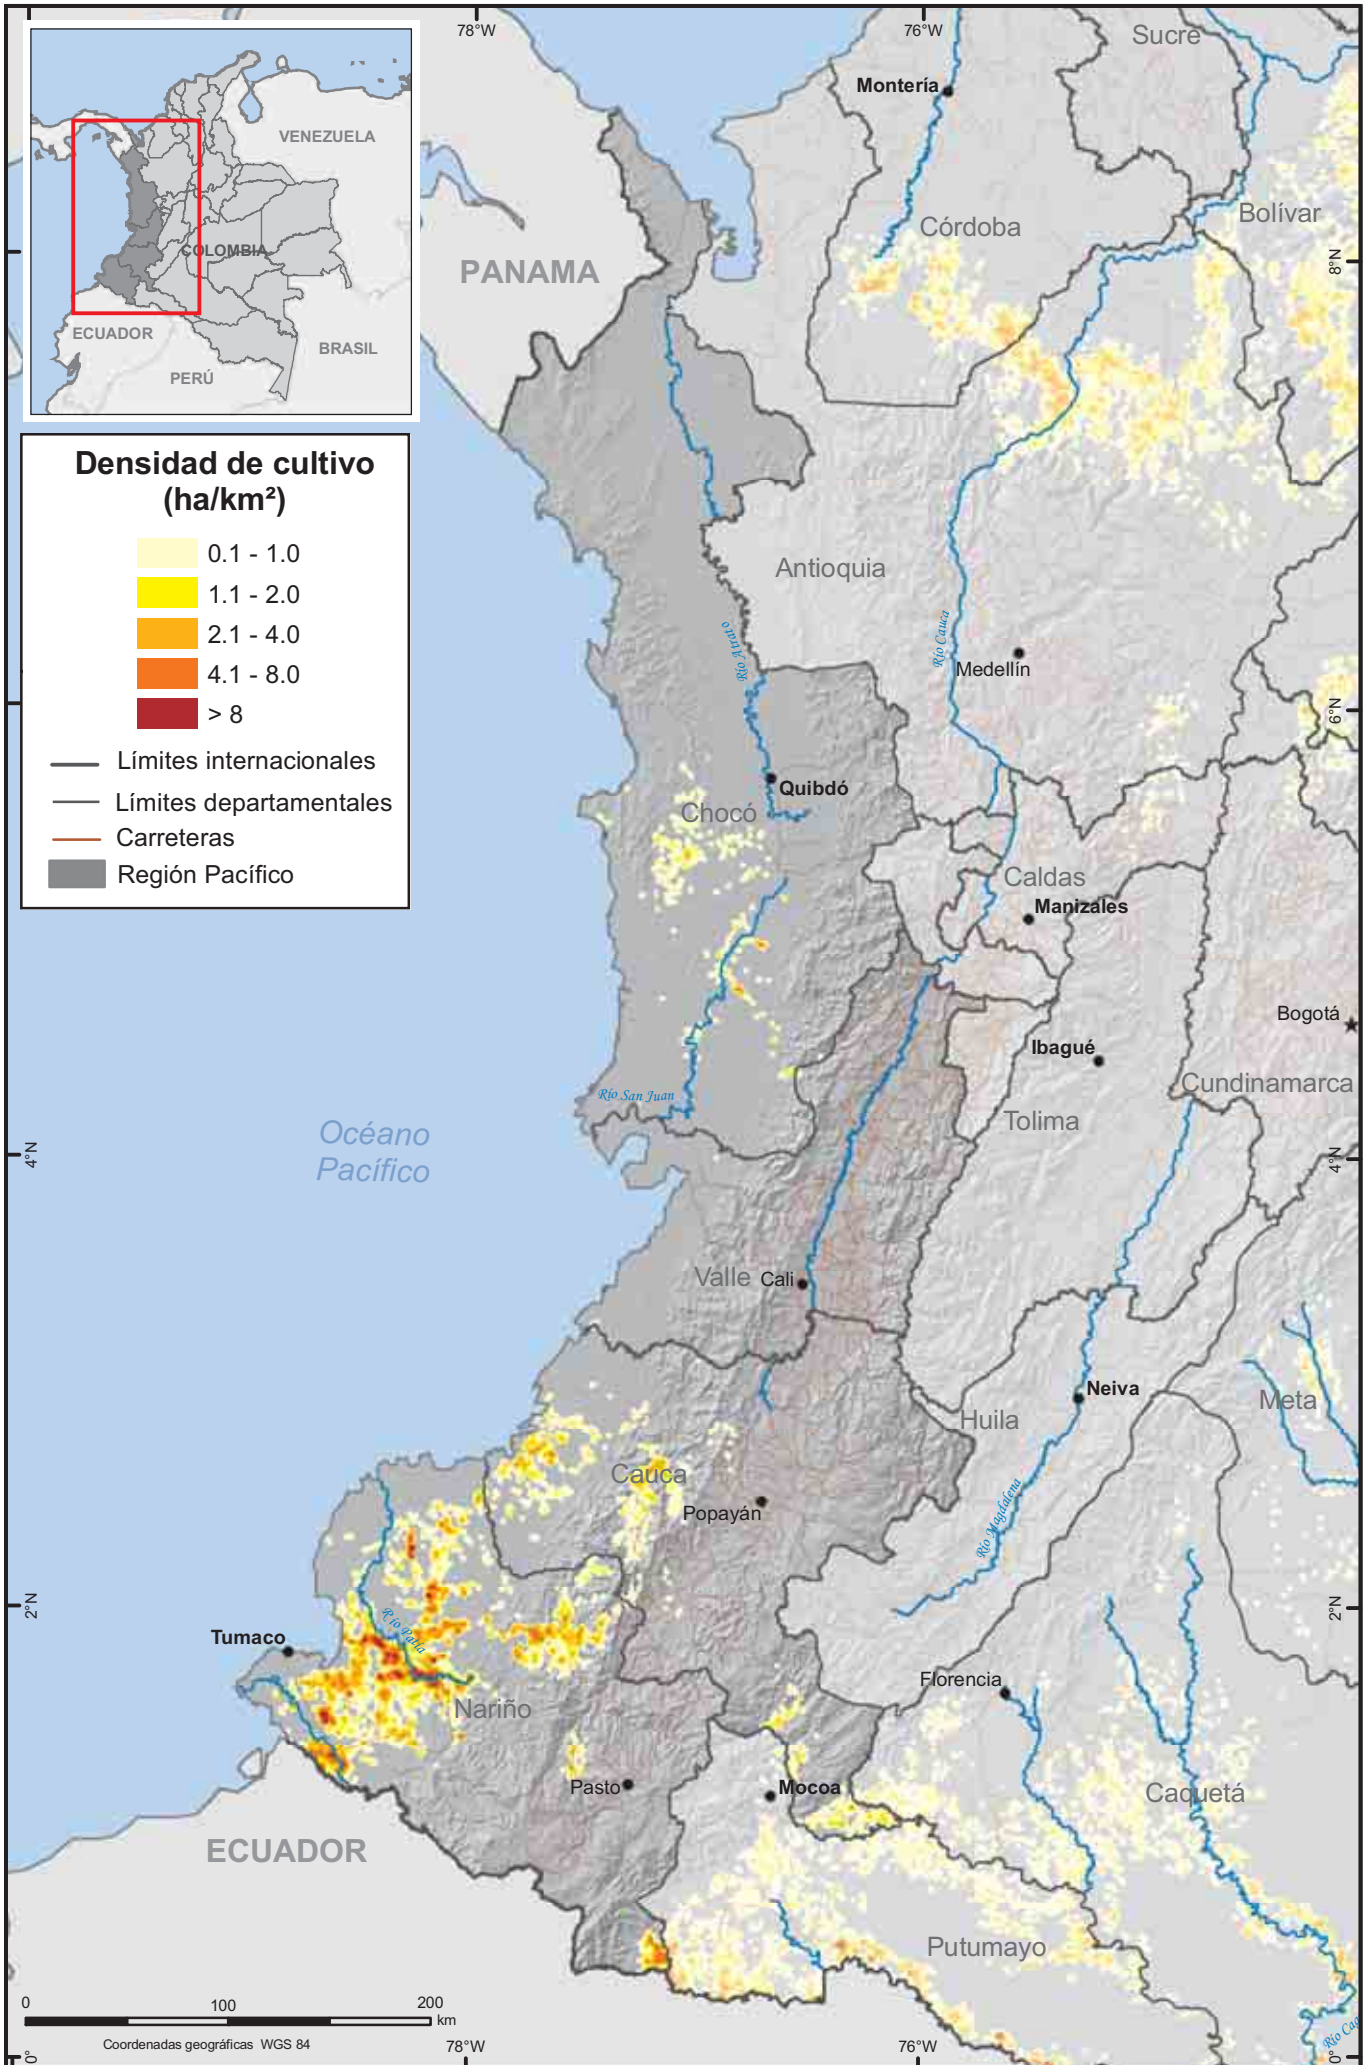 78°W
76°W
Sucre
Montería
VENEZUELA
COLOMBIA
ECUADOR
BRASIL
PERÚ
Córdoba
Bolívar
PANAMA
8°N
Densidad de cultivo
(ha/km²)
0.1 - 1.0
1.1 - 2.0
2.1 - 4.0
4.1 - 8.0
> 8
Límites internacionales
Límites departamentales
Carreteras
Región Pacífico
Antioquia
Río Atrato
Río Cauca
Medellín
6°N
Quibdó
Chocó
Caldas
Manizales
Bogotá
Ibagué
Cundinamarca
Río San Juan
Tolima
Océano
Pacífico
4°N
4°N
Valle
Cali
Neiva
Huila
Meta
Cauca
Popayán
Río Magdalena
2°N
2°N
Río Patía
Tumaco
Florencia
Nariño
Pasto
Mocoa
Caquetá
ECUADOR
Putumayo
0
100
200
km
Coordenadas geográficas WGS 84
Río Caq
0°
78°W
76°W
0°